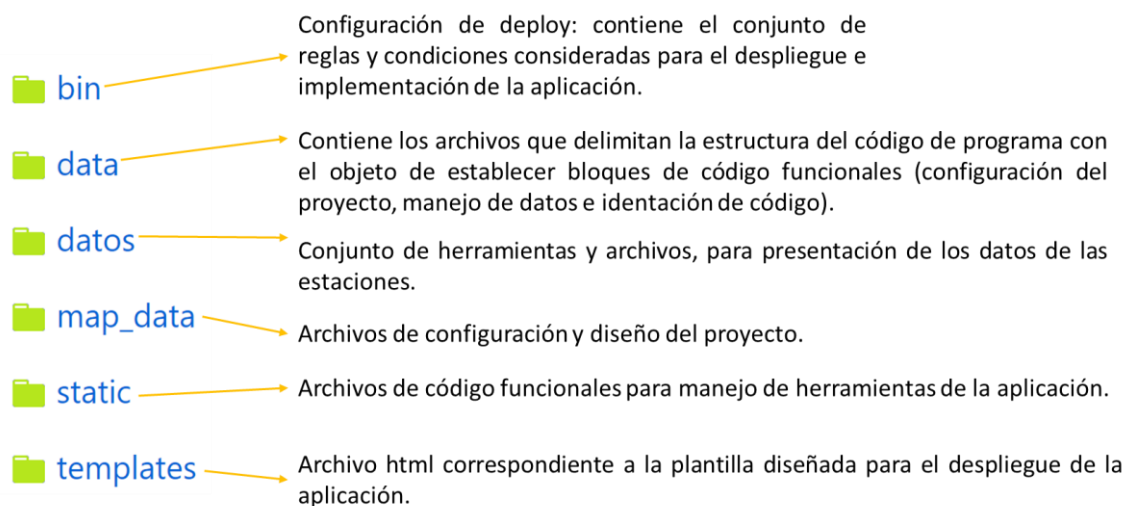 Configuración de deploy: contiene el conjunto de
reglas y condiciones consideradas para el despliegue e
implementación de la aplicación.
bin
Contiene los archivos que delimitan la estructura del código de programa con
el objeto de establecer bloques de código funcionales (configuración del
proyecto, manejo de datos e identación de código).
data
datos
Conjunto de herramientas y archivos, para presentación de los datos de las
estaciones.
map_data
Archivos de configuración y diseño del proyecto.
static
Archivos de código funcionales para manejo de herramientas de la aplicación.
templates
Archivo html correspondiente a la plantilla diseñada para el despliegue de la
aplicación.